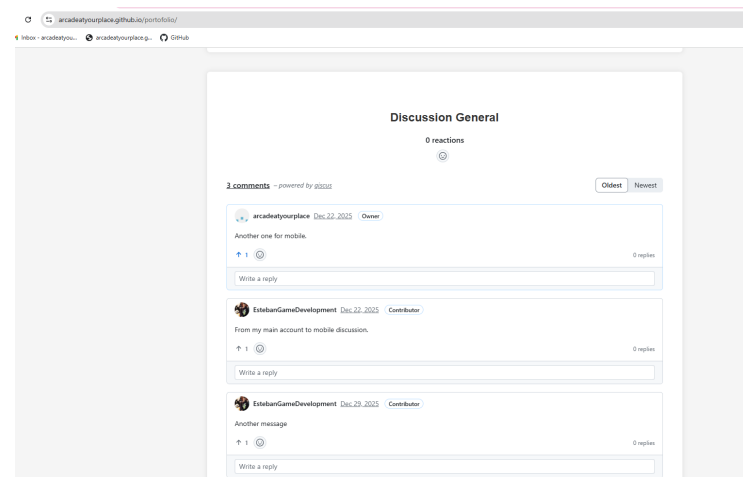 arcadeatyourplace.github.io/portofolio/
Inbox - arcadeatyou... arcadeatyourplace.g... GitHub
Discussion General
0 reactions
3 comments – powered by giscus Oldest Newest
arcadeatyourplace Dec 22, 2025 Owner
Another one for mobile.
↑ 1 0 replies
Write a reply
EstebanGameDevelopment Dec 22, 2025 Contributor
From my main account to mobile discussion.
↑ 1 0 replies
Write a reply
EstebanGameDevelopment Dec 29, 2025 Contributor
Another message
↑ 1 0 replies
Write a reply